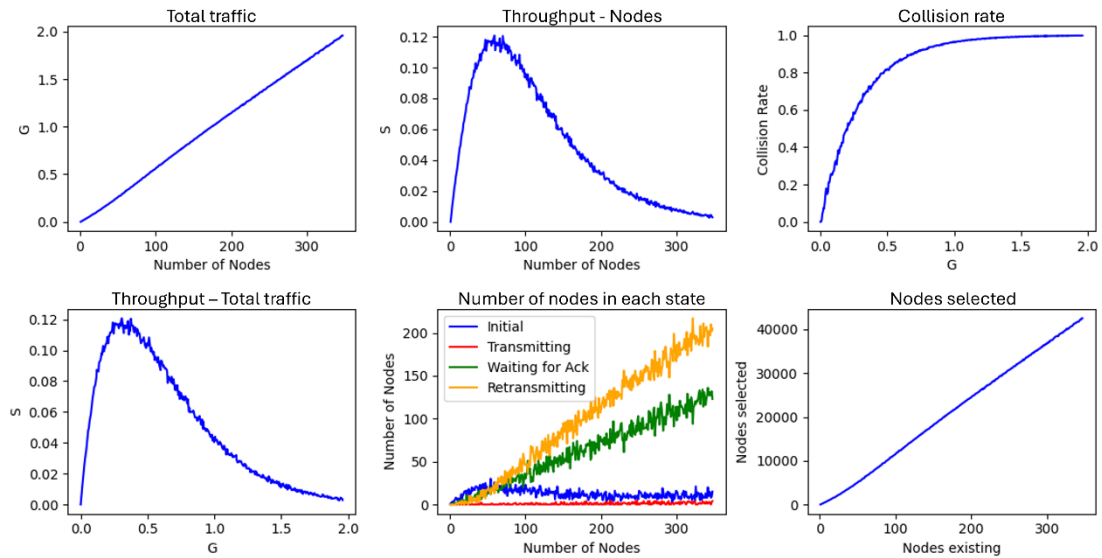 Total traffic
2.0
1.5
1.0
0.5
0.0
G
0 100 200 300
Number of Nodes
Throughput - Nodes
0.12
0.10
0.08
0.06
0.04
0.02
0.00
S
0 100 200 300
Number of Nodes
Collision rate
1.0
0.8
0.6
0.4
0.2
0.0
Collision Rate
0.0 0.5 1.0 1.5 2.0
G
Throughput – Total traffic
0.12
0.10
0.08
0.06
0.04
0.02
0.00
S
0.0 0.5 1.0 1.5 2.0
G
Number of nodes in each state
Initial
Transmitting
Waiting for Ack
Retransmitting
200
150
100
50
0
Number of Nodes
0 100 200 300
Number of Nodes
Nodes selected
40000
30000
20000
10000
0
Nodes selected
0 100 200 300
Nodes existing